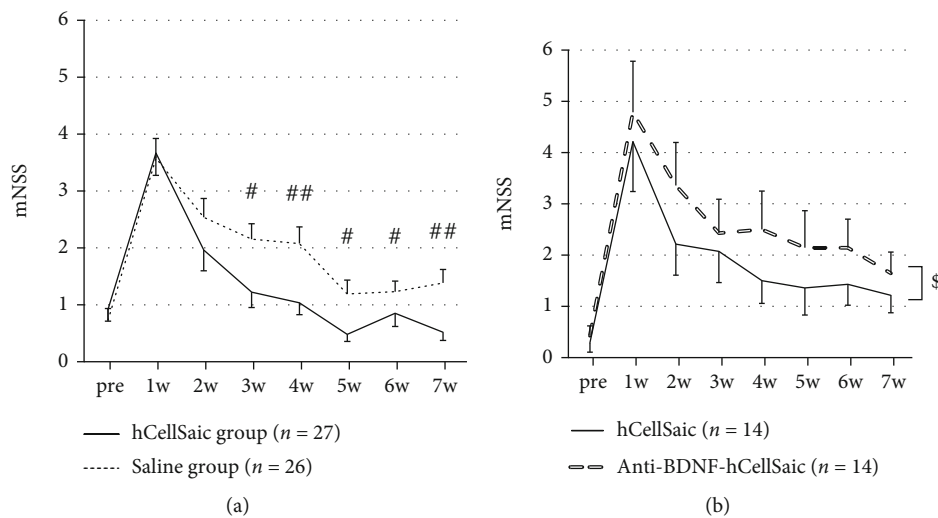 6
5
4
3
2
1
0
mNSS
#
##
#
#
##
pre 1w 2w 3w 4w 5w 6w 7w
hCellSaic group (n = 27)
Saline group (n = 26)
(a)
6
5
4
3
2
1
0
mNSS
$
pre 1w 2w 3w 4w 5w 6w 7w
hCellSaic (n = 14)
Anti-BDNF-hCellSaic (n = 14)
(b)